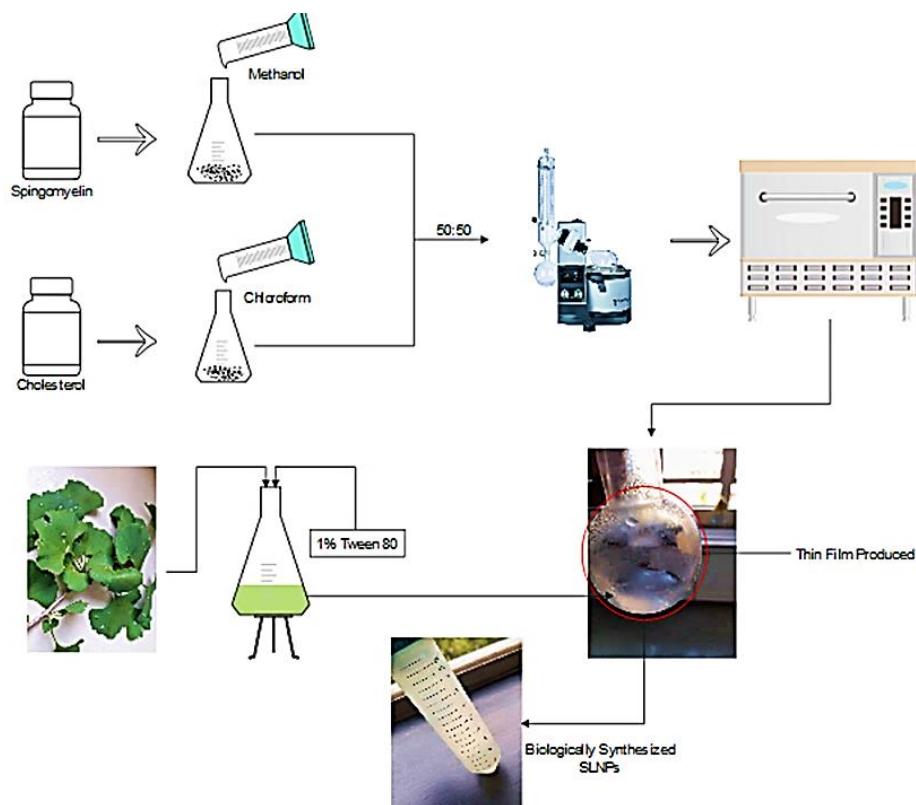 Methanol
Spingomyelin
50:50
Chloroform
Cholesterol
1% Tween 80
Thin Film Produced
Biologically Synthesized
SLNPs